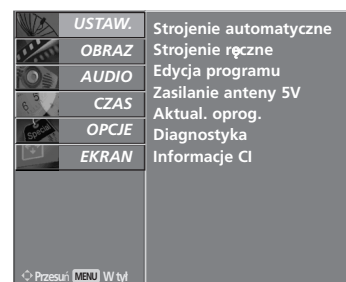 USTAW.
OBRAZ
AUDIO
CZAS
OPCJE
EKRAN
Strojenie automatyczne
Strojenie ręczne
Edycja programu
Zasilanie anteny 5V
Aktual. oprog.
Diagnostyka
Informacje CI
Przesuń MENU W tył